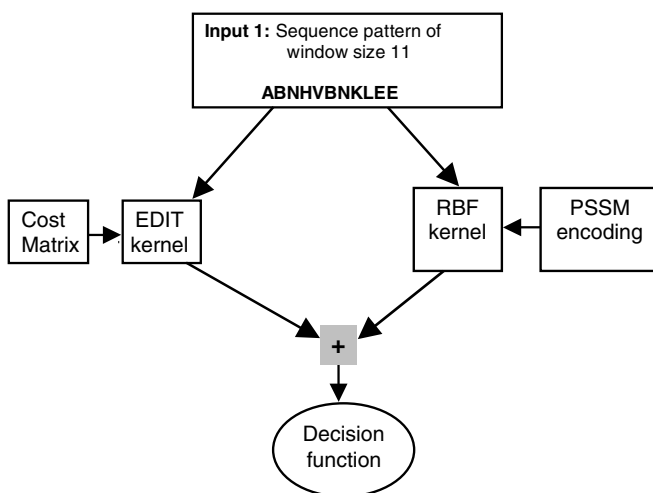 Input 1: Sequence pattern of
window size 11
ABNHVBNKLEE
Cost
Matrix
EDIT
kernel
RBF
kernel
PSSM
encoding
+
Decision
function